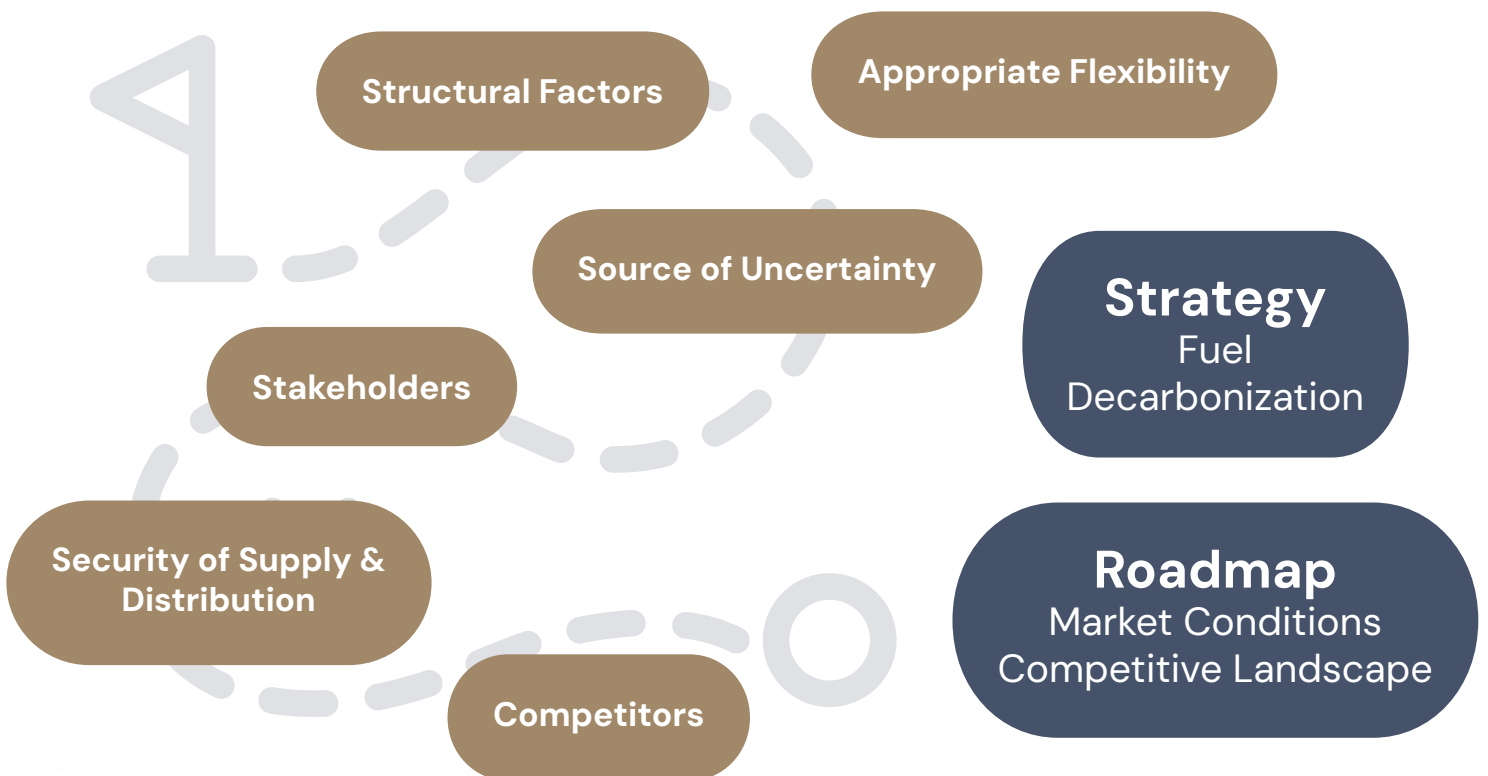 Structural Factors
Appropriate Flexibility
Source of Uncertainty
Stakeholders
Security of Supply &
Distribution
Competitors
Strategy
Fuel
Decarbonization
Roadmap
Market Conditions
Competitive Landscape